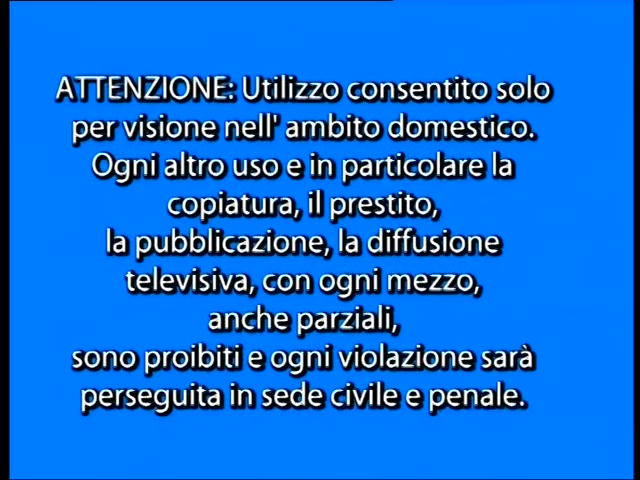 ATTENZIONE: Utilizzo consentito solo
per visione nell' ambito domestico.
Ogni altro uso e in particolare la
copiatura, il prestito,
la pubblicazione, la diffusione
televisiva, con ogni mezzo,
anche parziali,
sono proibiti e ogni violazione sarà
perseguita in sede civile e penale.